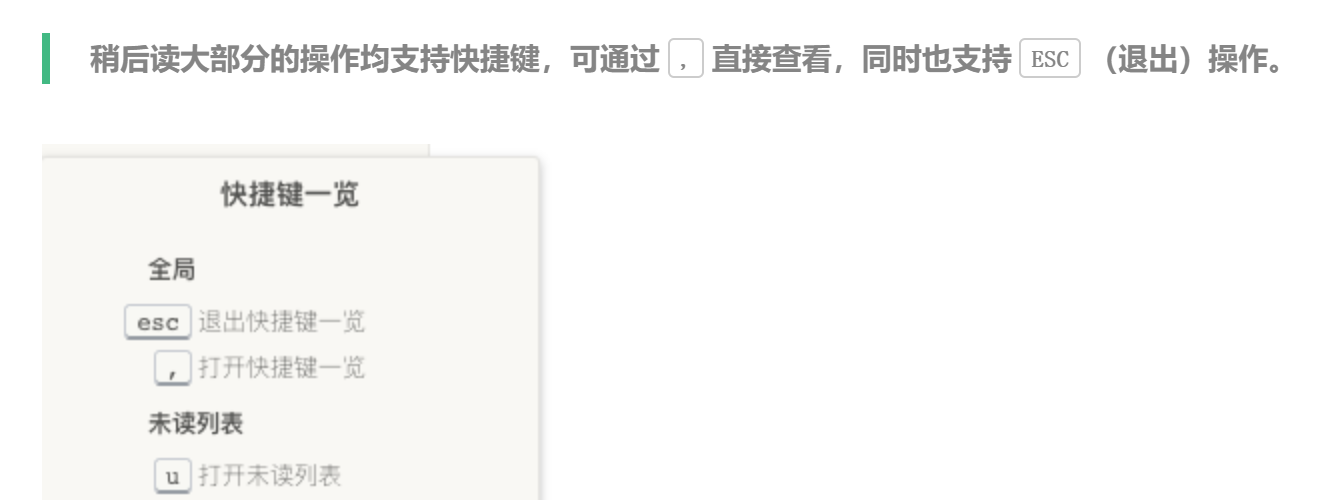 稍后读大部分的操作均支持快捷键，可通过 , 直接查看，同时也支持 ESC （退出）操作。
快捷键一览
全局
esc 退出快捷键一览
, 打开快捷键一览
未读列表
u 打开未读列表